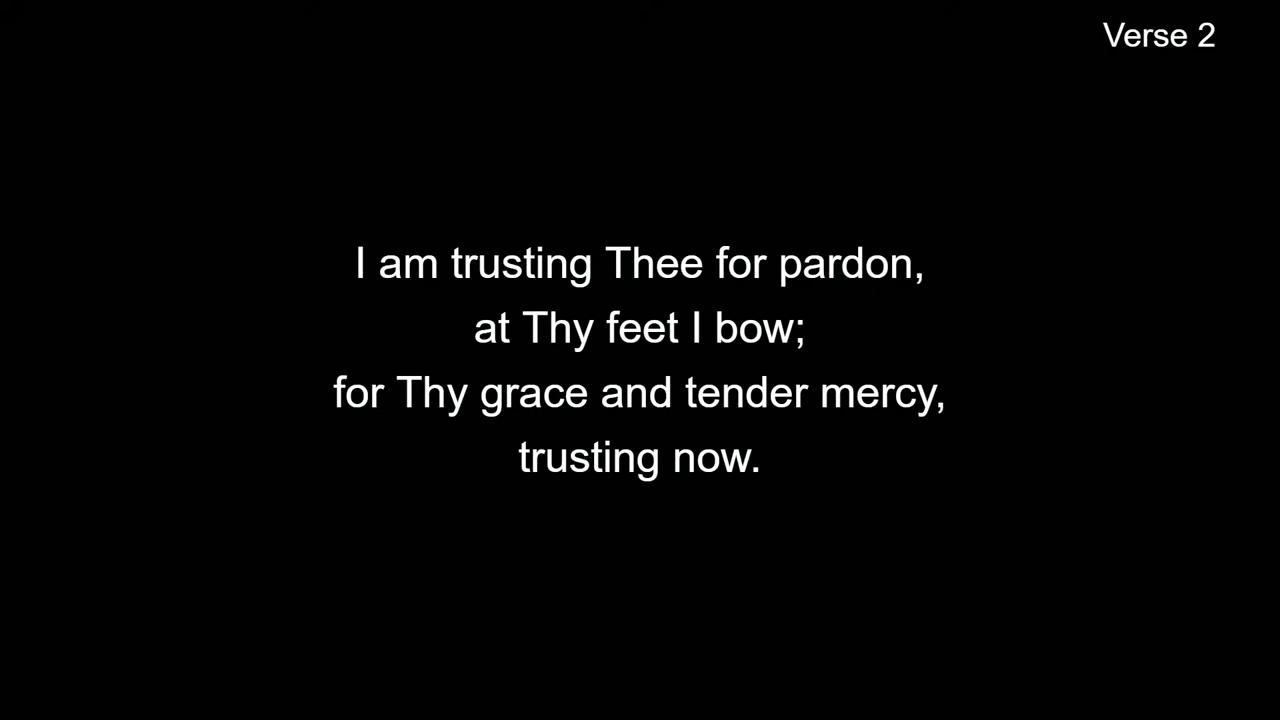 Verse 2
I am trusting Thee for pardon,
at Thy feet I bow;
for Thy grace and tender mercy,
trusting now.